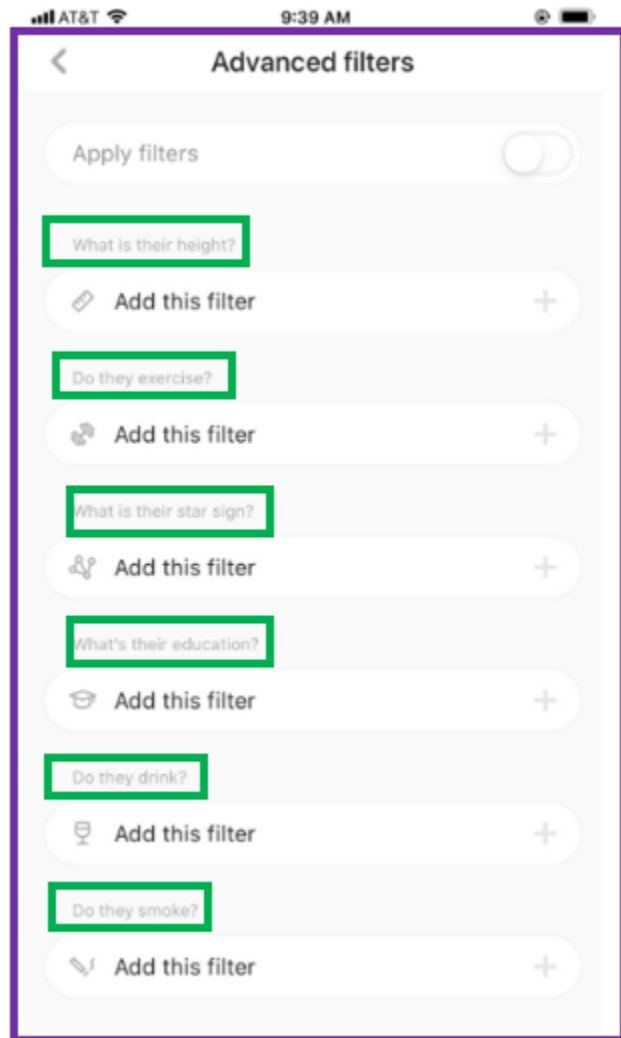 AT&T 9:39 AM
Advanced filters
Apply filters
What is their height?
Add this filter
Do they exercise?
Add this filter
What is their star sign?
Add this filter
What's their education?
Add this filter
Do they drink?
Add this filter
Do they smoke?
Add this filter